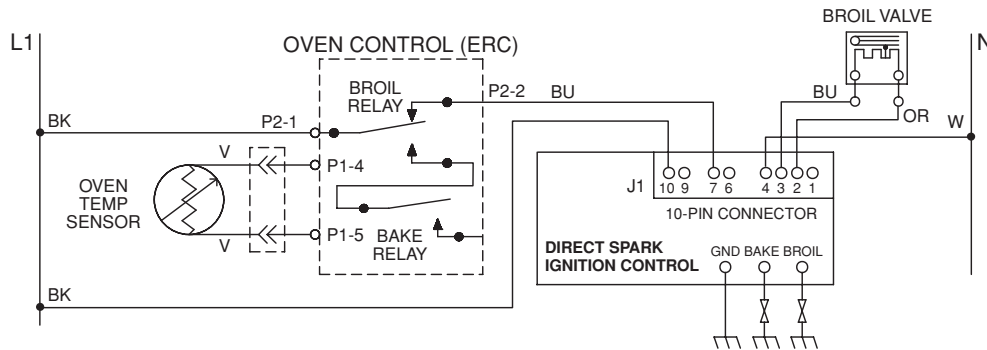 BROIL VALVE
L1
OVEN CONTROL (ERC)
N
BROIL
RELAY
P2-2
BU
BU
OR
BK
P2-1
W
V
P1-4
OVEN
TEMP
SENSOR
J1
10 9 7 6 4 3 2 1
10-PIN CONNECTOR
V
P1-5
BAKE
RELAY
DIRECT SPARK
IGNITION CONTROL
GND BAKE BROIL
BK